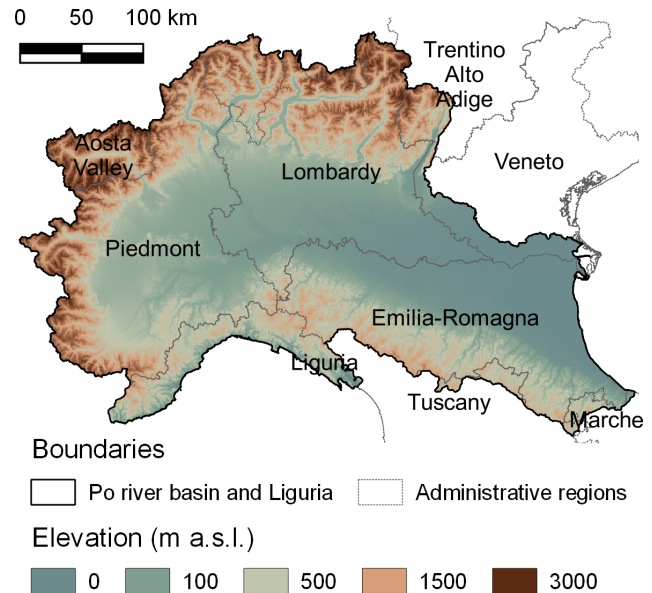 0 50 100 km
Trentino
Alto
Adige
Aosta
Valley
Lombardy
Veneto
Piedmont
Emilia-Romagna
Liguria
Tuscany
Marche
Boundaries
Po river basin and Liguria
Administrative regions
Elevation (m a.s.l.)
0 100 500 1500 3000